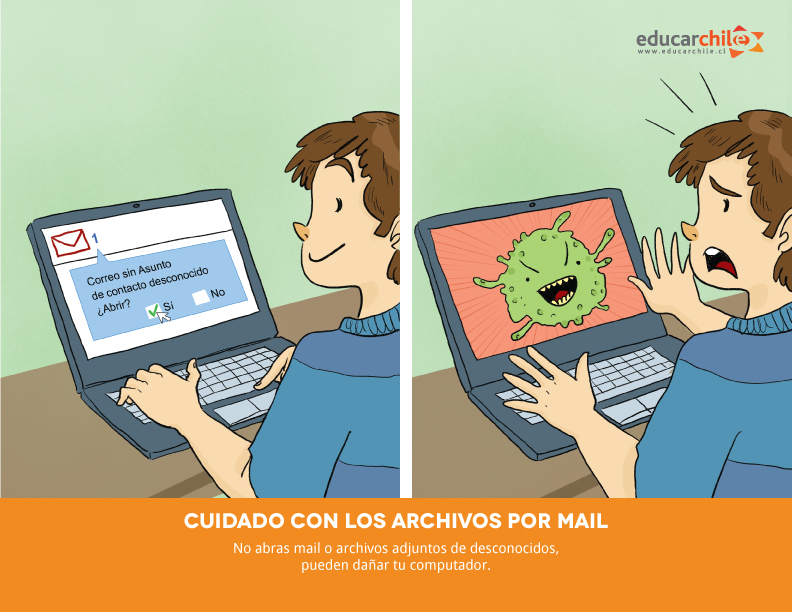 educarchile
www.educarchile.cl
1
Correo sin Asunto
de contacto desconocido
¿Abrir?
Sí
No
CUIDADO CON LOS ARCHIVOS POR MAIL
No abras mail o archivos adjuntos de desconocidos,
pueden dañar tu computador.